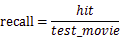 recall = hit / test_movie